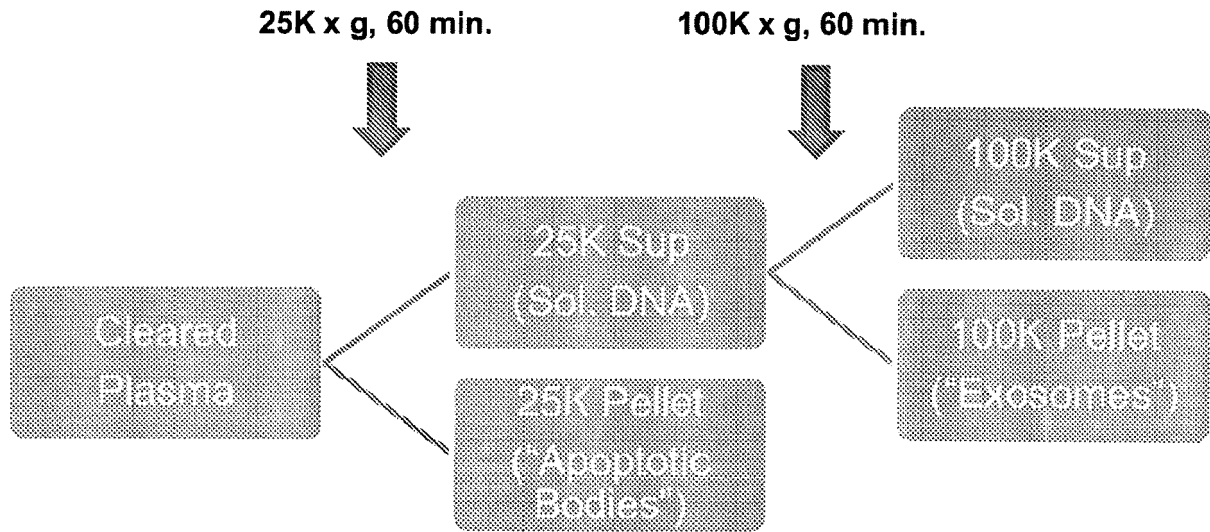 25K x g, 60 min.
100K x g, 60 min.
Cleared
Plasma
25K Sup
(Sol. DNA)
25K Pellet
("Apoptotic
Bodies")
100K Sup
(Sol. DNA)
100K Pellet
("Exosomes")